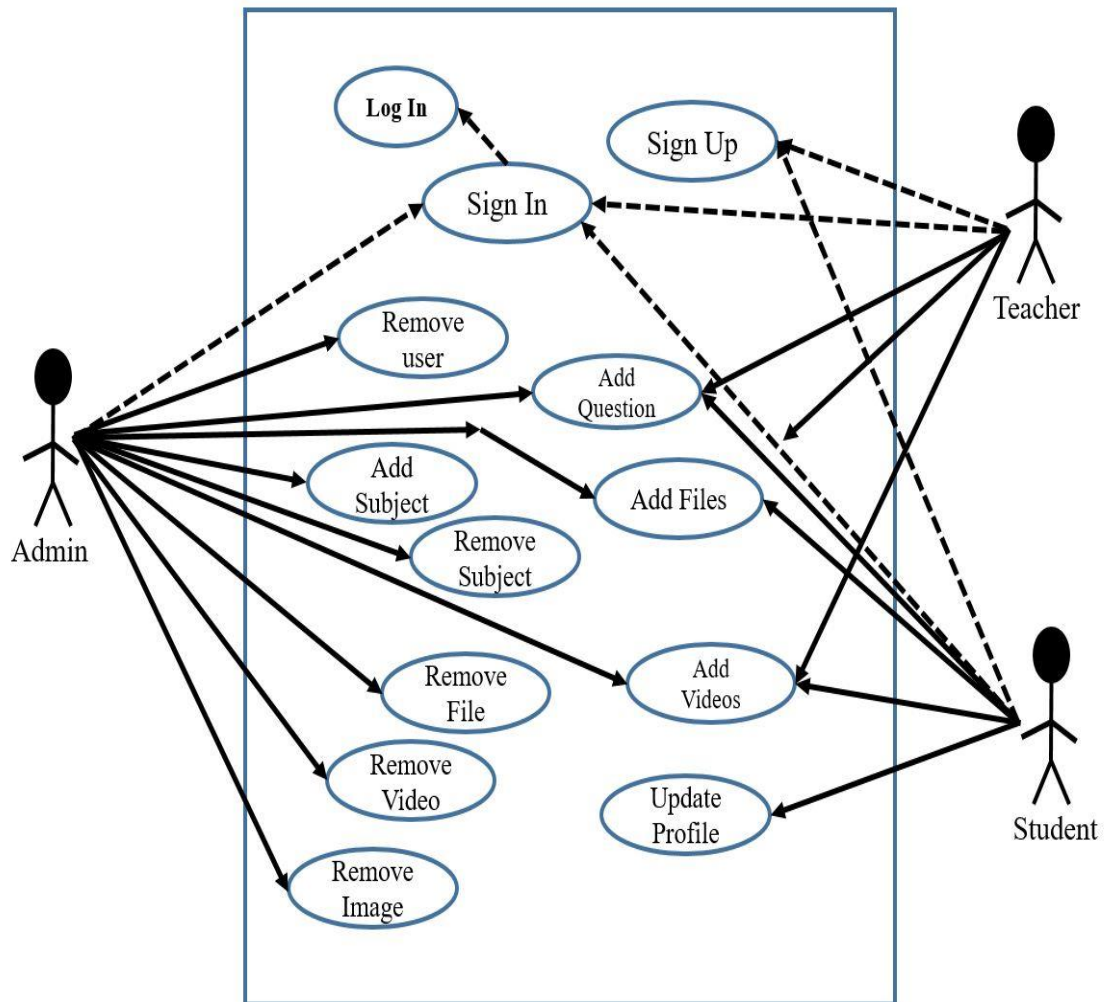 Log In
Sign Up
Sign In
Teacher
Remove
user
Add
Question
Add
Subject
Add Files
Admin
Remove
Subject
Remove
File
Add
Videos
Remove
Video
Update
Profile
Student
Remove
Image